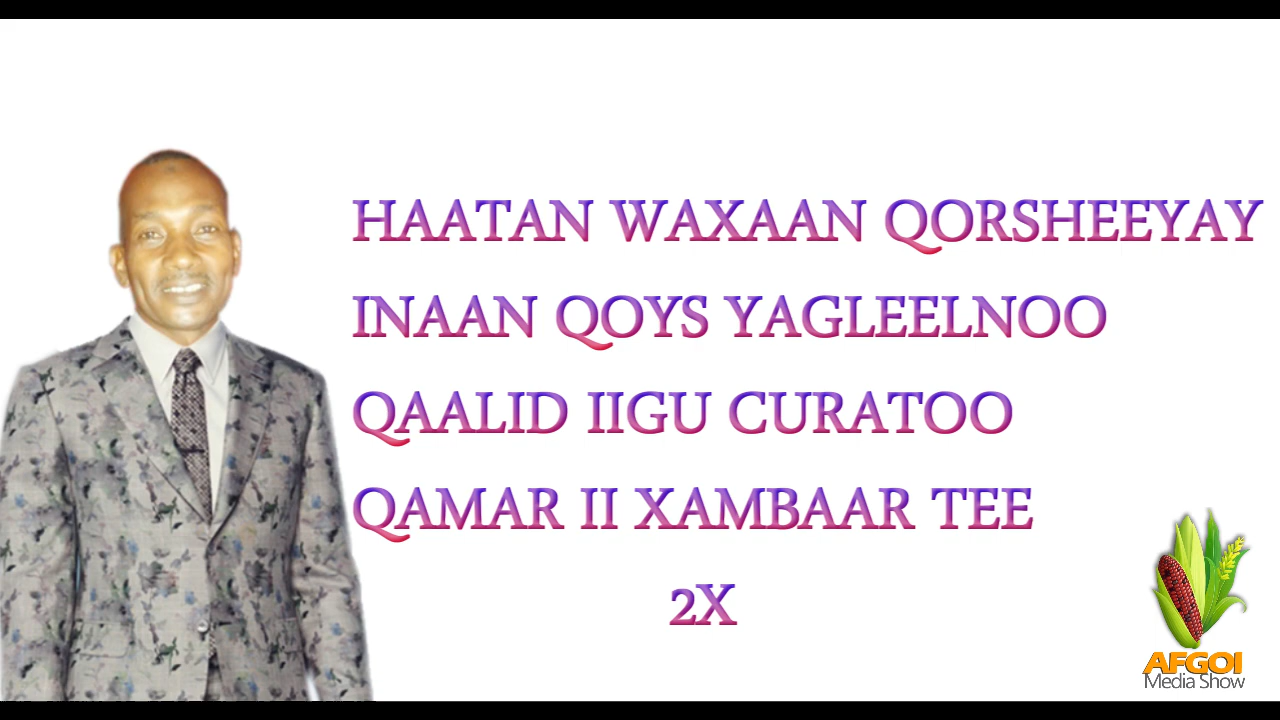 HAATAN WAXAAN QORSHEEYAY
INAAN QOYS YAGLEELNOO
QAALID IIGU CURATOO
QAMAR II XAMBAAR TEE
2X
AFGOI
Media Show